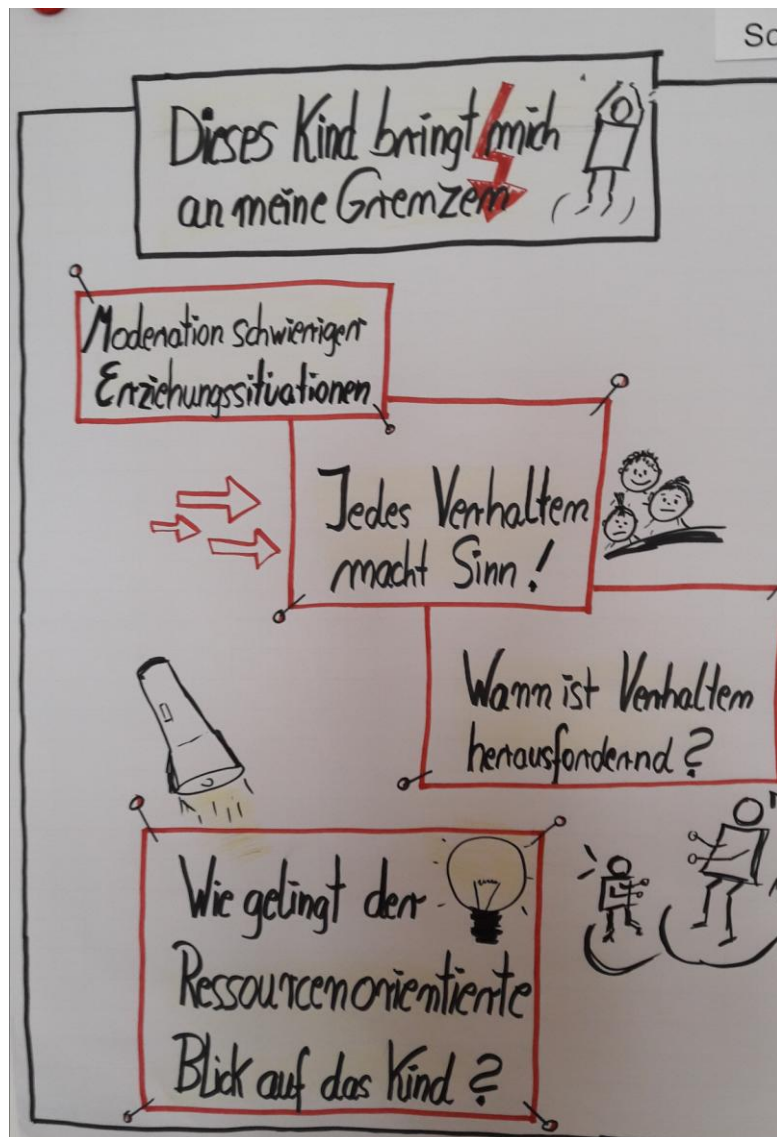 Sc
Dieses Kind bringt mich
an meine Grenzen
Moderation schwieriger
Erziehungssituationen
Jedes Verhalten
macht Sinn!
Wann ist Verhalten
herausfordernd?
Wie gelingt der
Ressourcenorientierte
Blick auf das Kind?